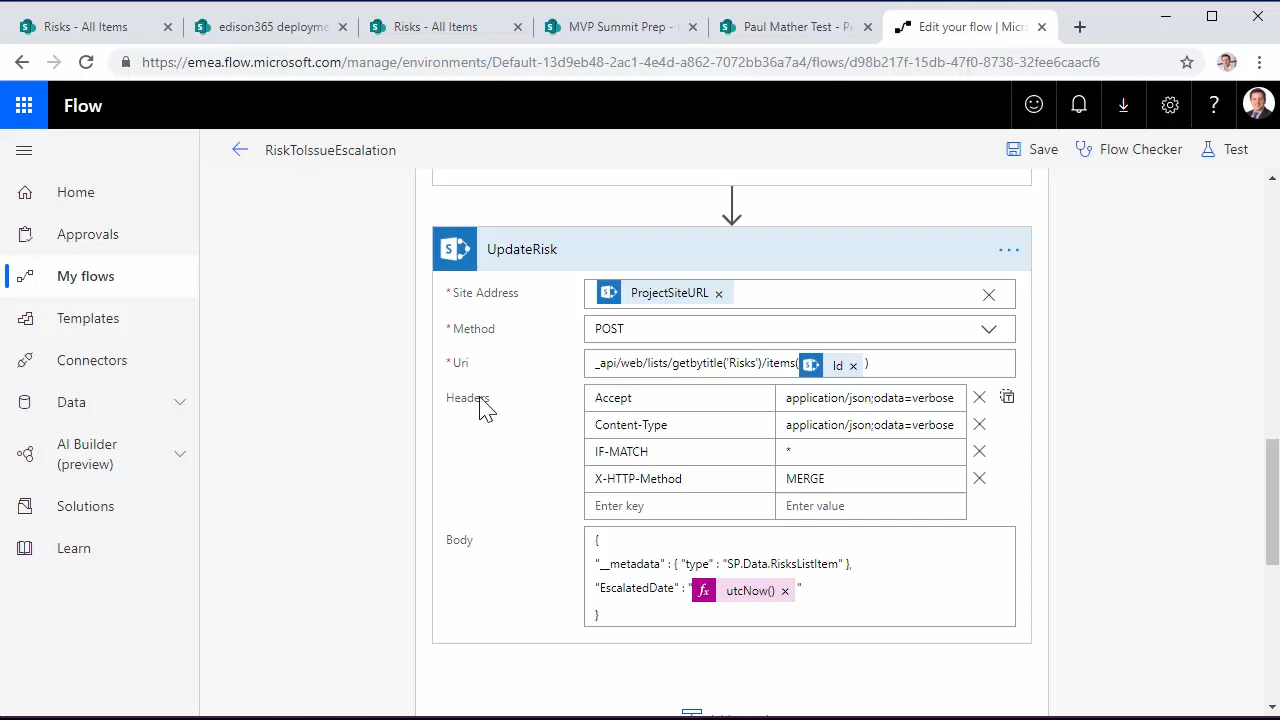 Risks - All Items
edison365 deployme
Risks - All Items
MVP Summit Prep -
Paul Mather Test - P
Edit your flow | Micr
https://emea.flow.microsoft.com/manage/environments/Default-13d9eb48-2ac1-4e4d-a862-7072bb36a7a4/flows/d98b217f-15db-47f0-8738-32fee6caacf6
Flow
?
RiskToIssueEscalation
Save
Flow Checker
Test
Home
Approvals
My flows
Templates
Connectors
Data
AI Builder
(preview)
Solutions
Learn
UpdateRisk
* Site Address
ProjectSiteURL
* Method
POST
* Uri
_api/web/lists/getbytitle('Risks')/items( Id )
Headers
Accept application/json;odata=verbose
Content-Type application/json;odata=verbose
IF-MATCH *
X-HTTP-Method MERGE
Enter key Enter value
Body
{
"__metadata" : { "type" : "SP.Data.RisksListItem" },
"EscalatedDate" : " fx utcNow() "
}